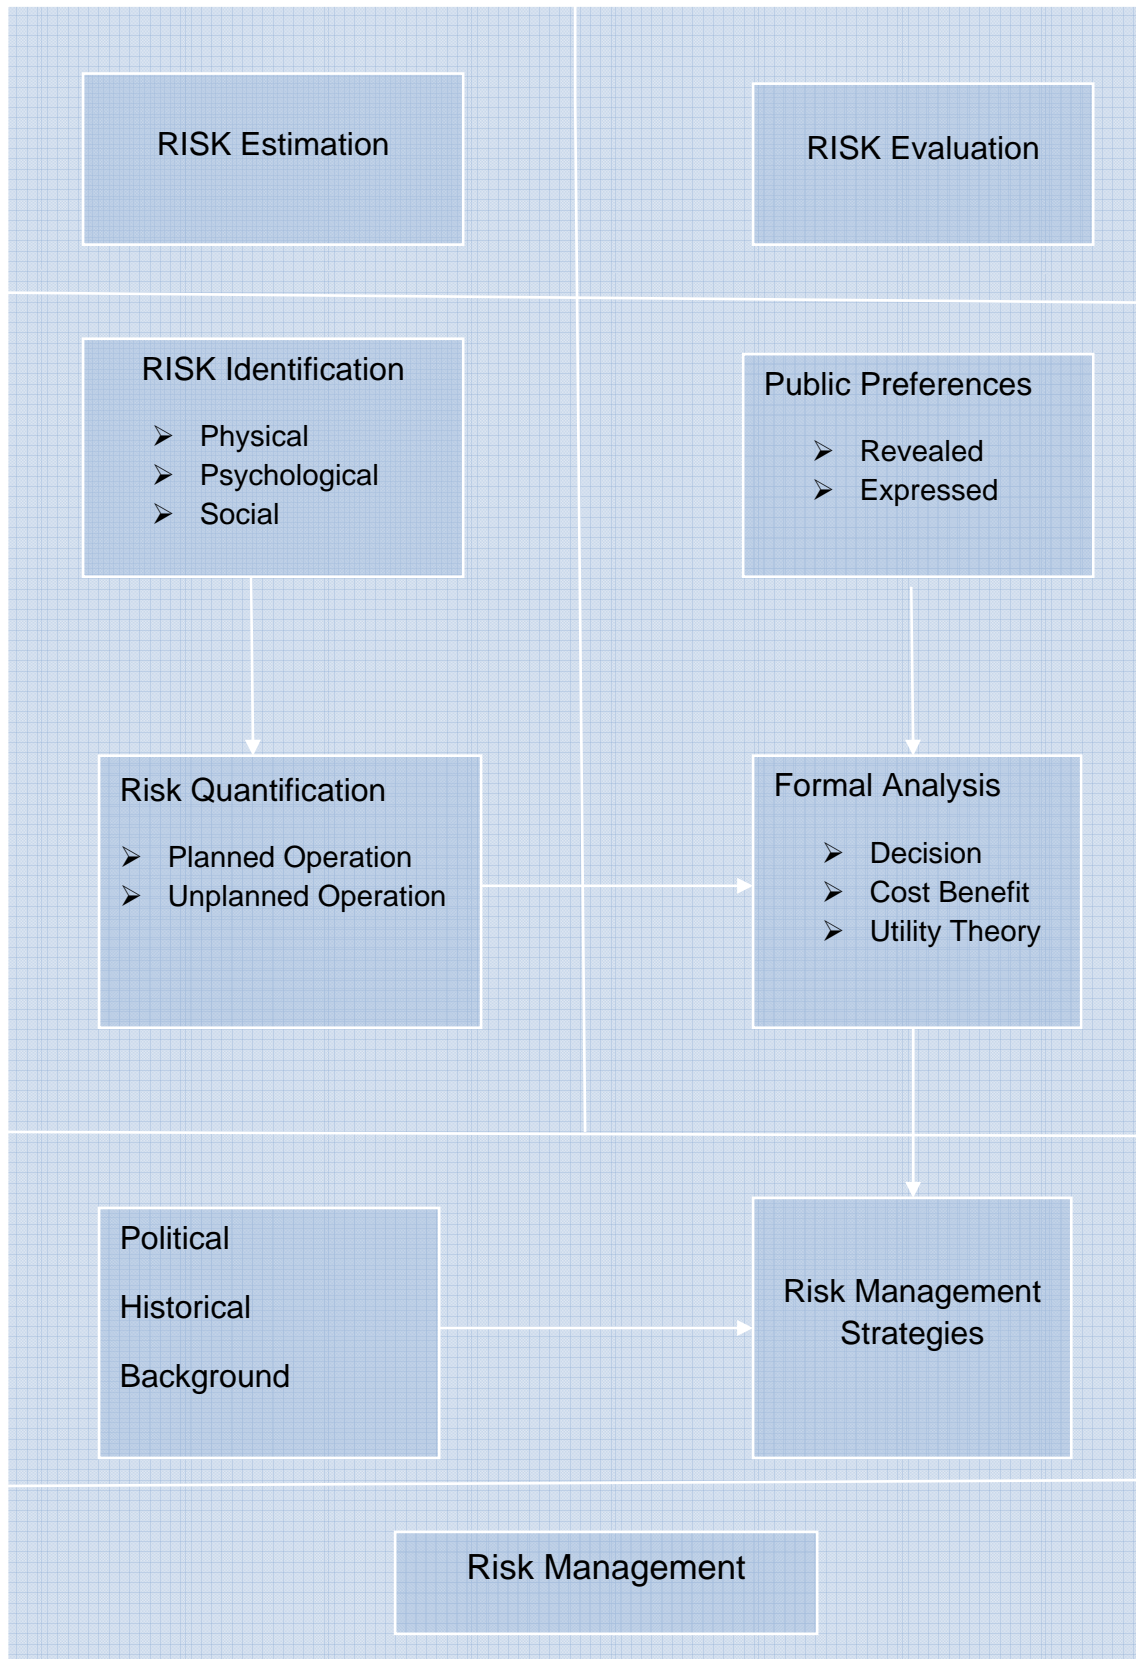 RISK Estimation
RISK Evaluation
RISK Identification
➢ Physical
➢ Psychological
➢ Social
Public Preferences
➢ Revealed
➢ Expressed
Risk Quantification
➢ Planned Operation
➢ Unplanned Operation
Formal Analysis
➢ Decision
➢ Cost Benefit
➢ Utility Theory
Political
Historical
Background
Risk Management
Strategies
Risk Management